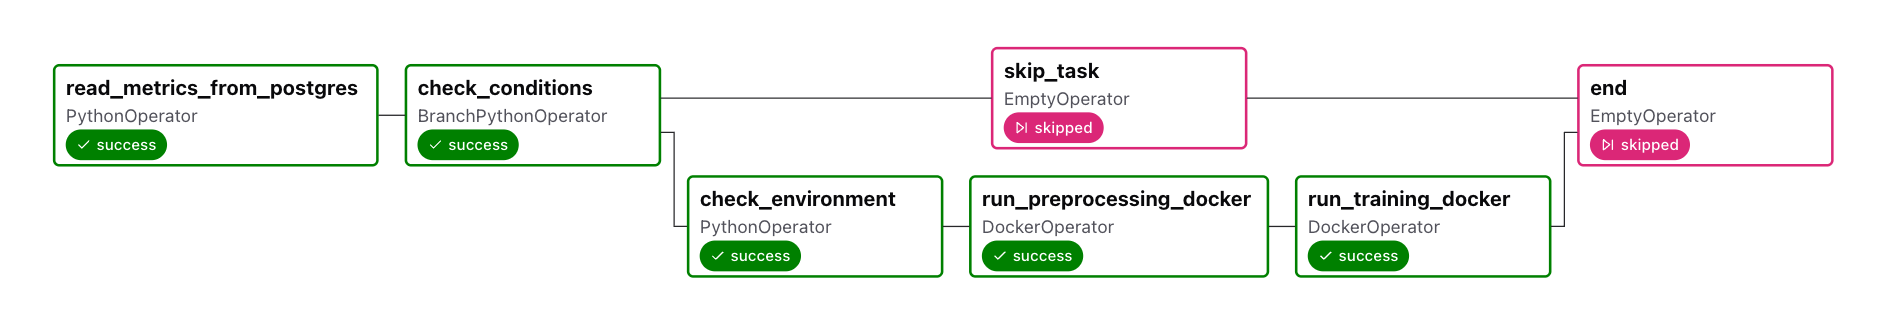 read_metrics_from_postgres
PythonOperator
success
check_conditions
BranchPythonOperator
success
skip_task
EmptyOperator
skipped
end
EmptyOperator
skipped
check_environment
PythonOperator
success
run_preprocessing_docker
DockerOperator
success
run_training_docker
DockerOperator
success